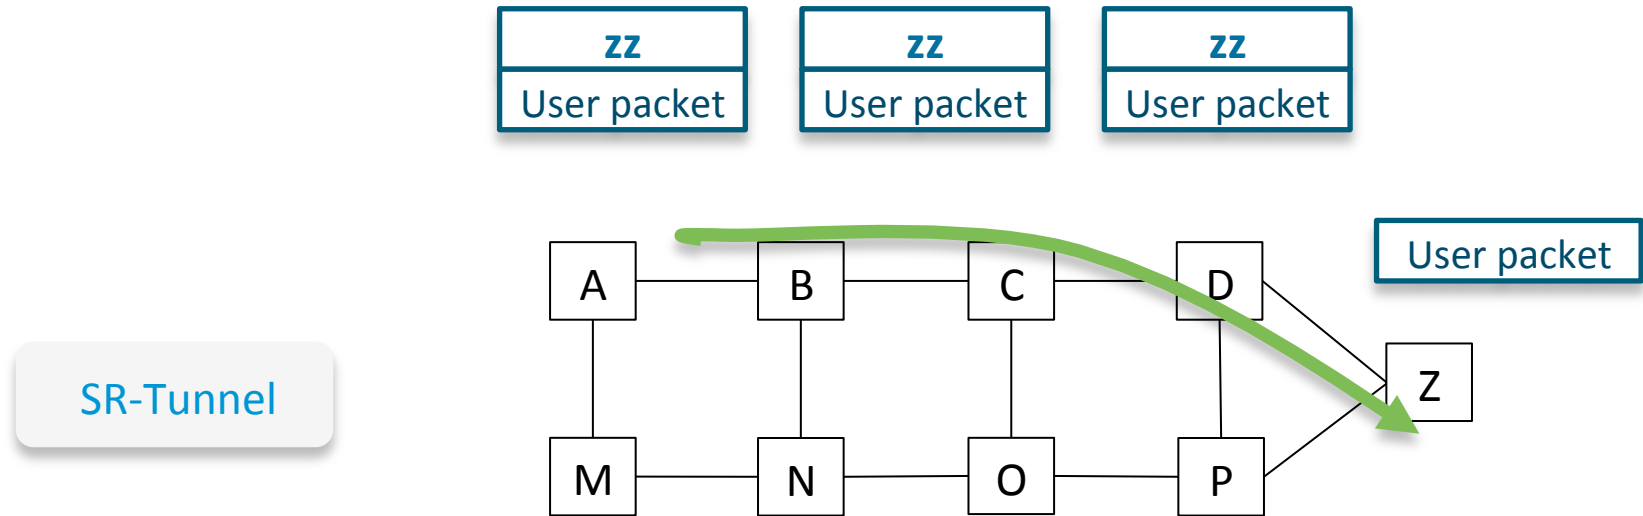 zz zz zz
User packet User packet User packet
User packet
A B C D
Z
SR-Tunnel
M N O P